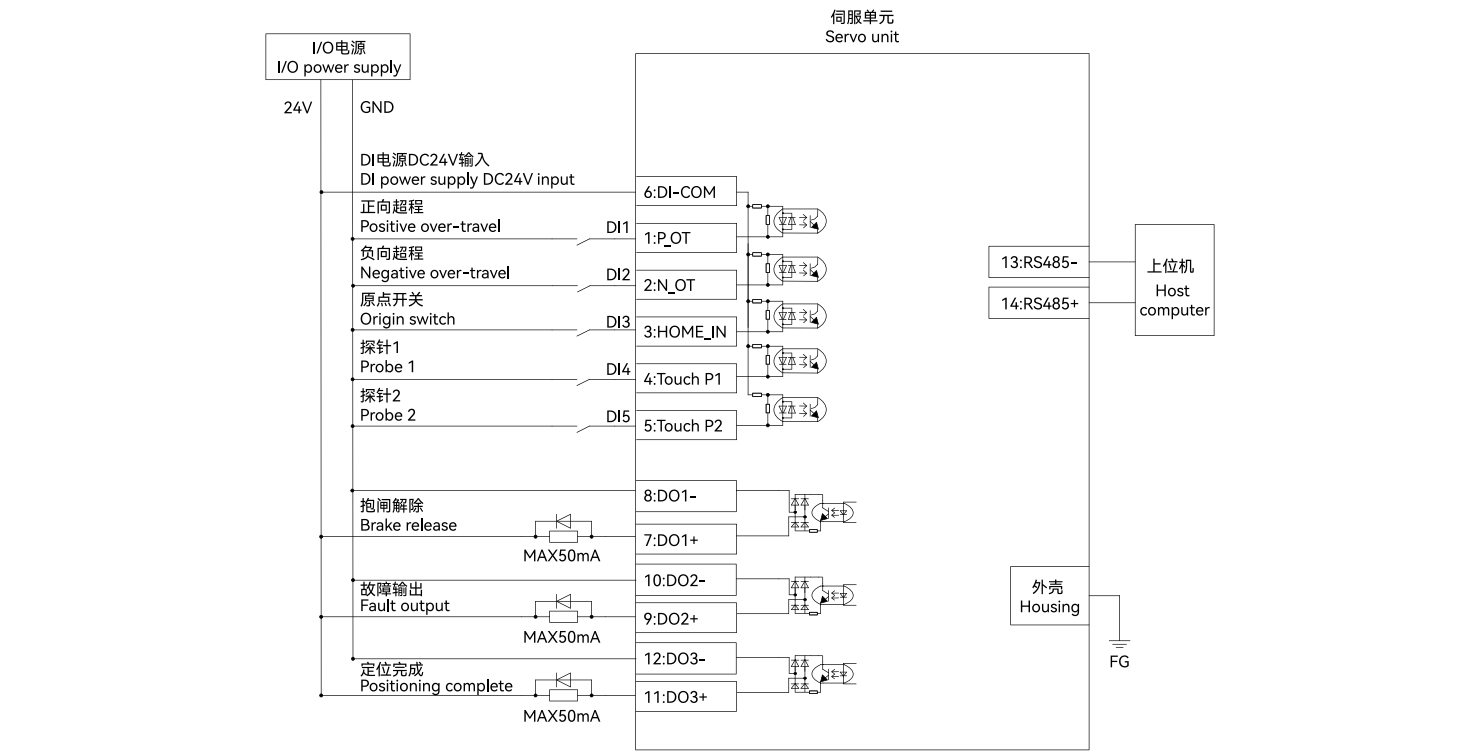 伺服单元
Servo unit
I/O电源
I/O power supply
24V
GND
DI电源DC24V输入
DI power supply DC24V input
6:DI-COM
正向超程
Positive over-travel
DI1
1:P_OT
负向超程
Negative over-travel
DI2
2:N_OT
原点开关
Origin switch
DI3
3:HOME_IN
探针1
Probe 1
DI4
4:Touch P1
探针2
Probe 2
DI5
5:Touch P2
13:RS485-
14:RS485+
上位机
Host
computer
8:DO1-
抱闸解除
Brake release
MAX50mA
7:DO1+
10:DO2-
故障输出
Fault output
MAX50mA
9:DO2+
12:DO3-
定位完成
Positioning complete
MAX50mA
11:DO3+
外壳
Housing
FG